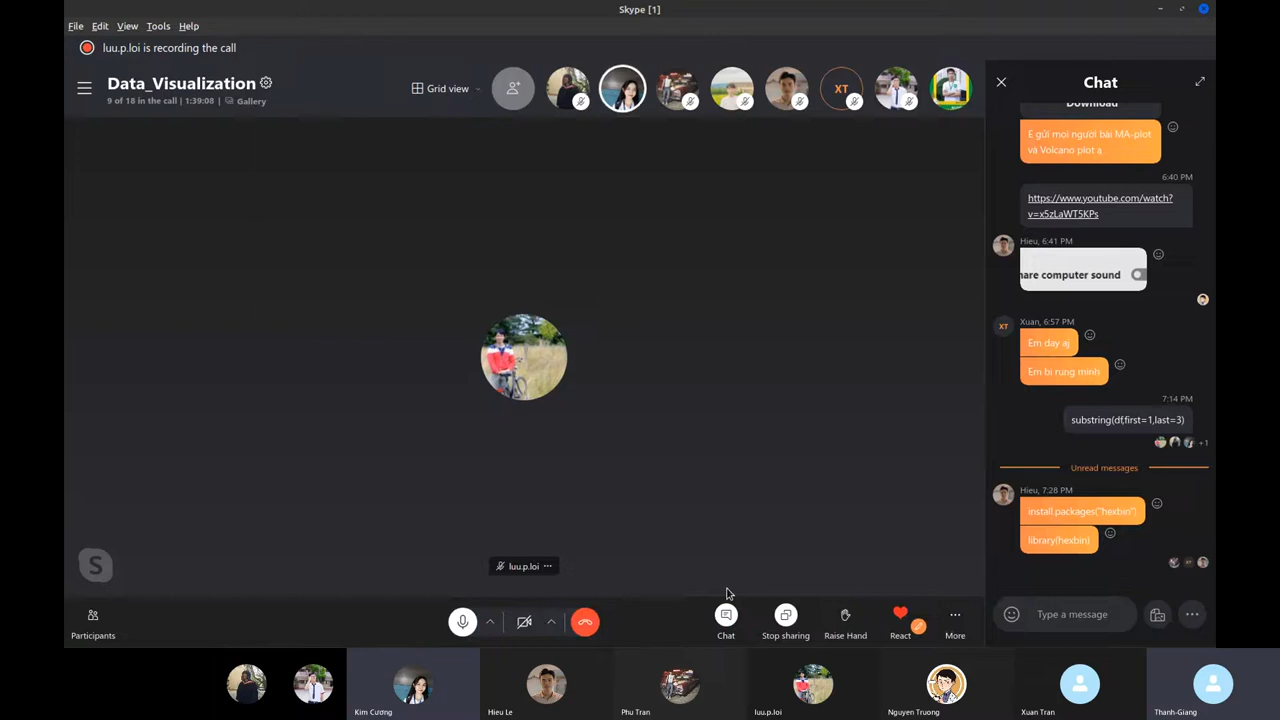 Skype [1]
File Edit View Tools Help
luu.p.loi is recording the call
Data_Visualization
9 of 18 in the call | 1:39:08 | Gallery
Grid view
XT
Chat
Download
E gửi mọi người bài MA-plot
và Volcano plot ạ
6:40 PM
https://www.youtube.com/watch?
v=x5zLaWT5KPs
Hieu, 6:41 PM
hare computer sound
XT
Xuan, 6:57 PM
Em day aj
Em bi rung minh
7:14 PM
substring(df,first=1,last=3)
+1
Unread messages
Hieu, 7:28 PM
install.packages("hexbin")
library(hexbin)
luu.p.loi
Participants
Chat
Stop sharing
Raise Hand
React
More
Type a message
Kim Cương
Hieu Le
Phu Tran
luu.p.loi
Nguyen Truong
Xuan Tran
Thanh-Giang